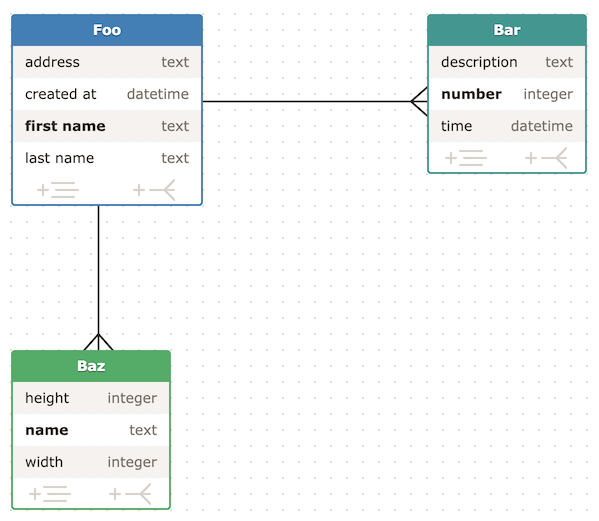 Foo
address text
created at datetime
first name text
last name text
Bar
description text
number integer
time datetime
Baz
height integer
name text
width integer